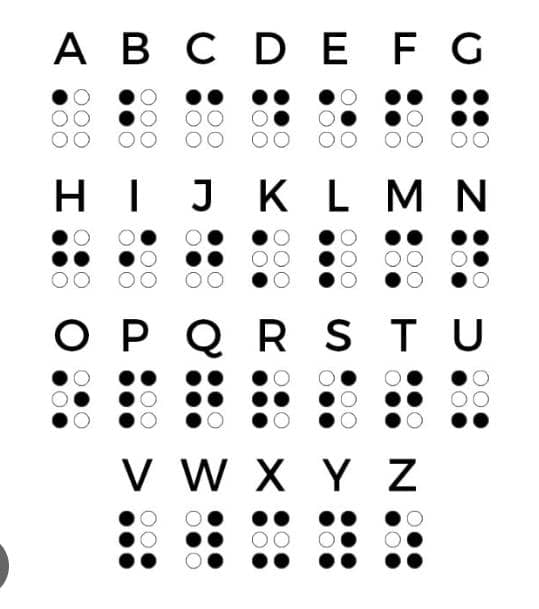 A B C D E F G
⠁ ⠃ ⠉ ⠙ ⠑ ⠋ ⠛
H I J K L M N
⠓ ⠊ ⠚ ⠅ ⠇ ⠍ ⠝
O P Q R S T U
⠕ ⠏ ⠟ ⠗ ⠎ ⠞ ⠥
V W X Y Z
⠧ ⠺ ⠭ ⠽ ⠵